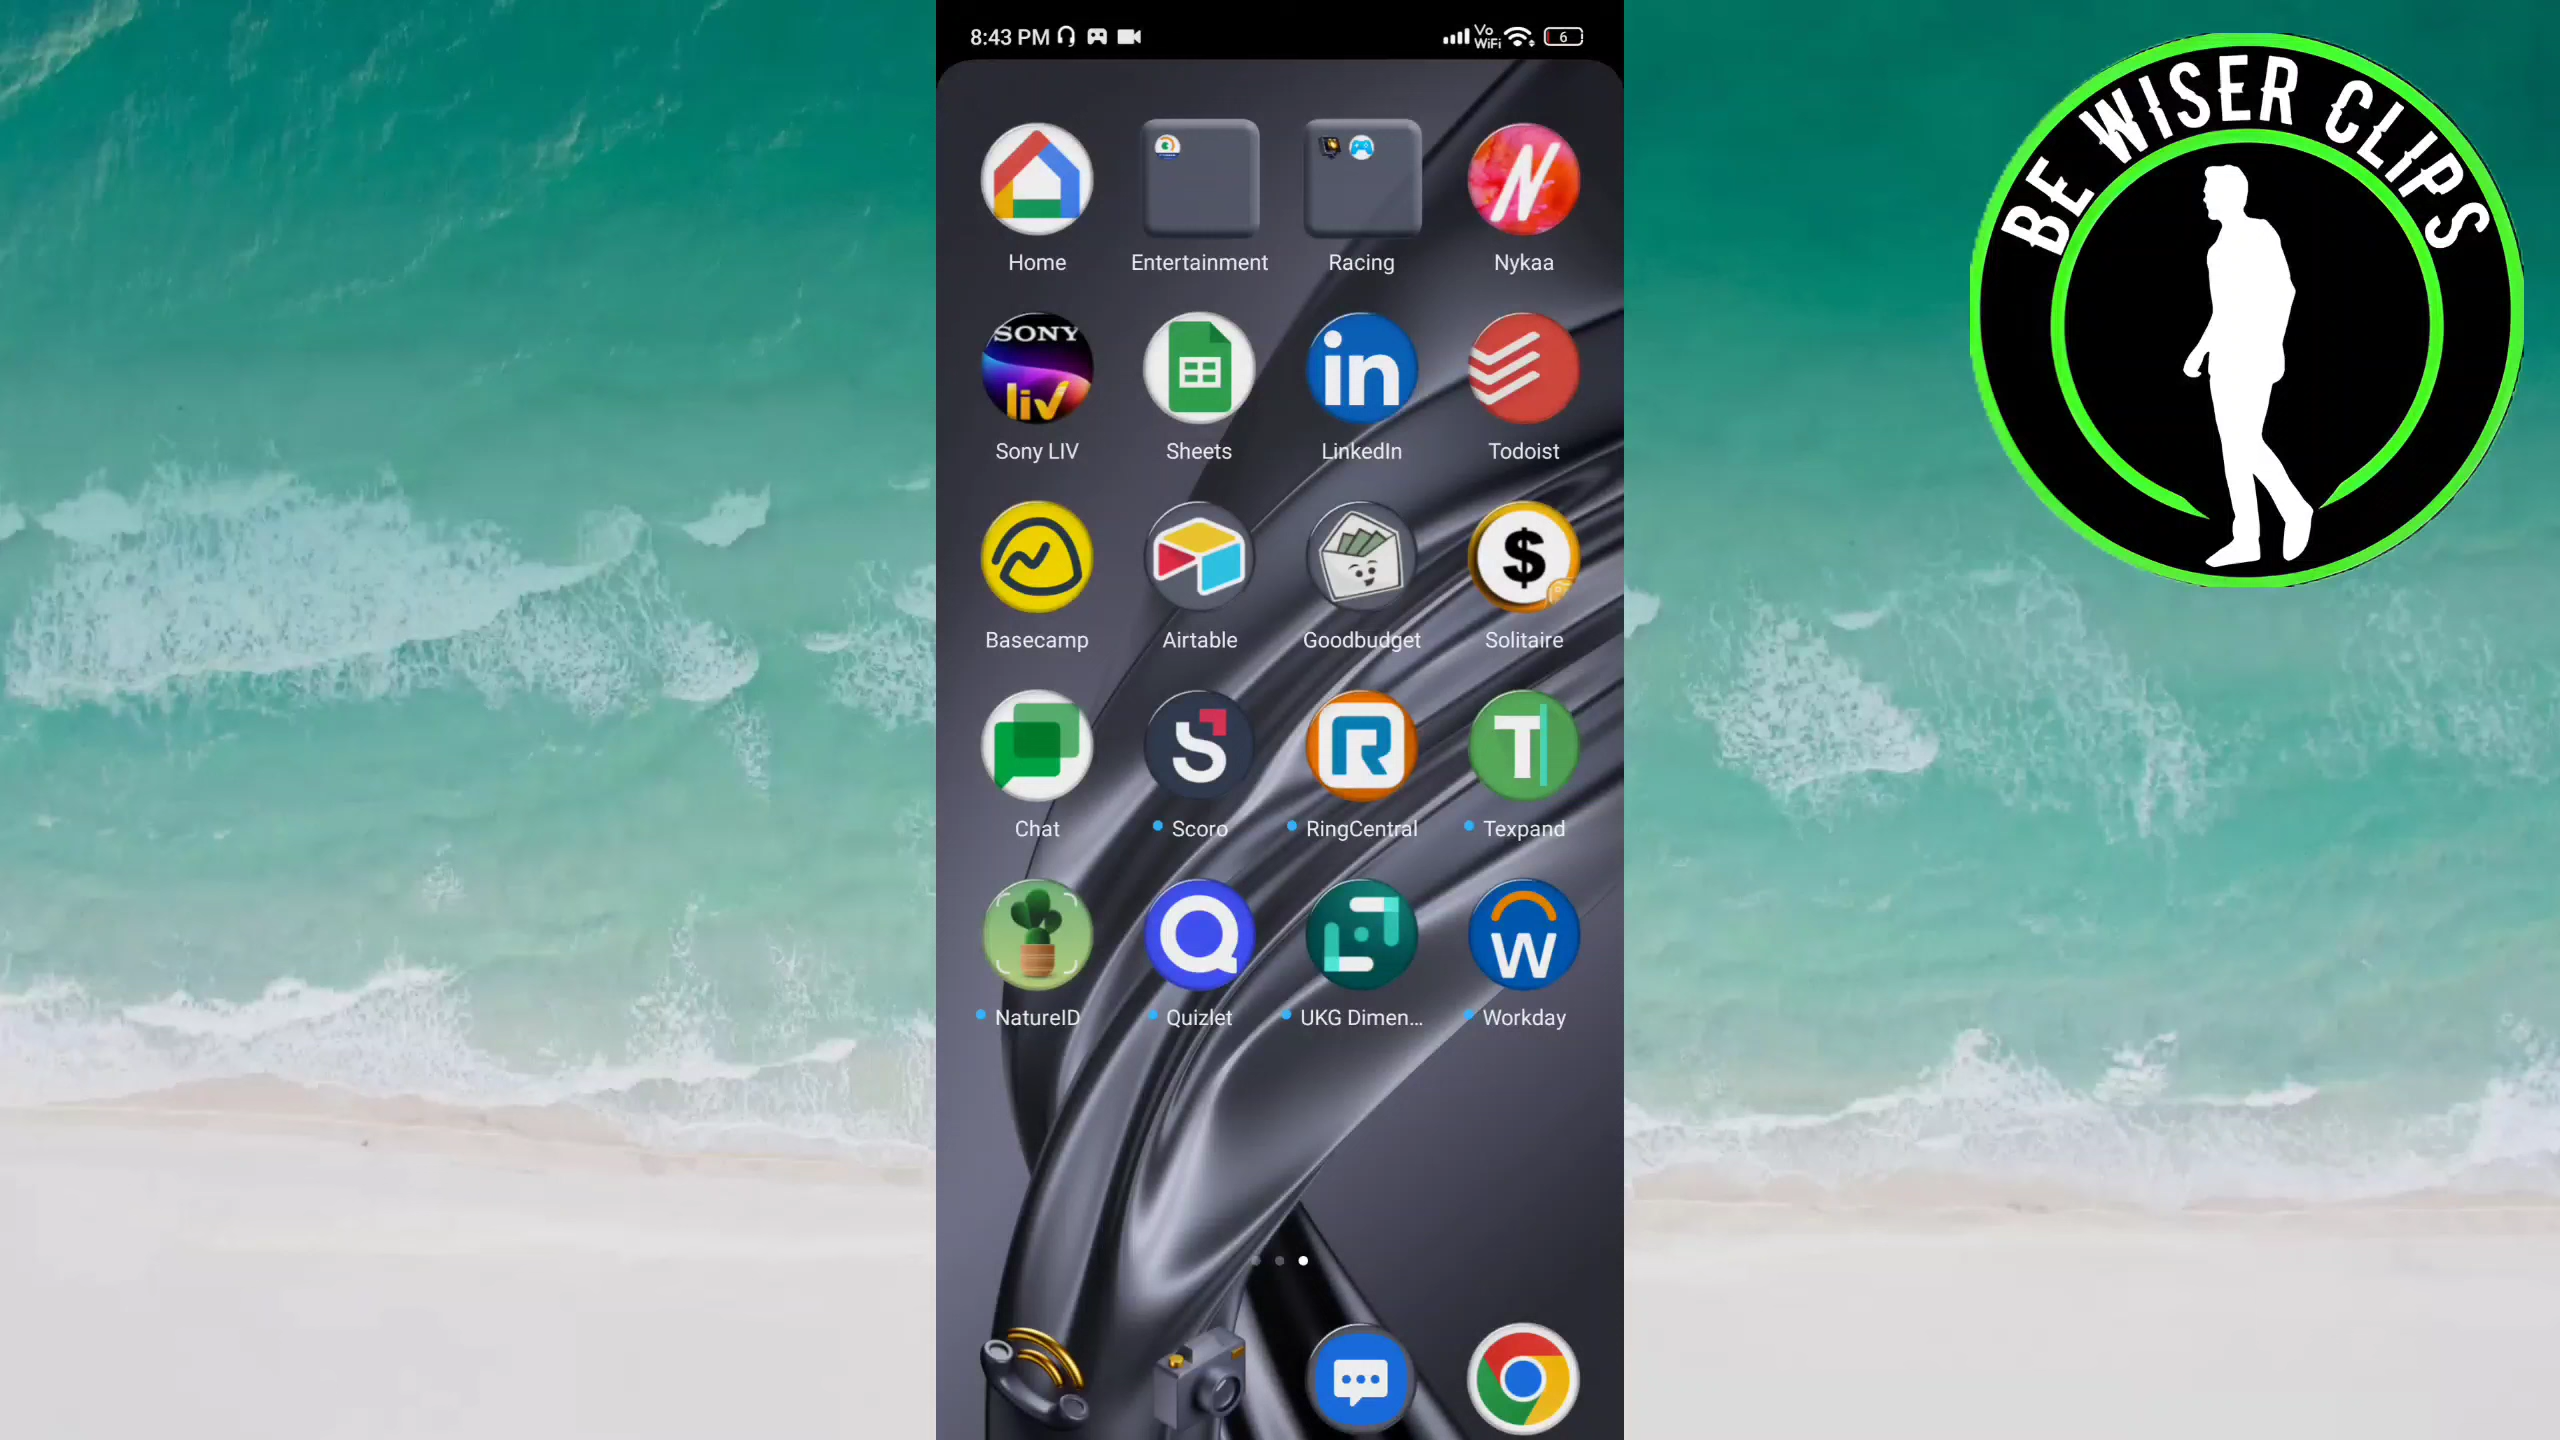 8:43 PM
Vo
WiFi
6
BE WISER CLIPS
Home
Entertainment
Racing
Nykaa
SONY
liv
in
Sony LIV
Sheets
LinkedIn
Todoist
$
Basecamp
Airtable
Goodbudget
Solitaire
Chat
Scoro
RingCentral
Texpand
NatureID
Quizlet
UKG Dimen...
Workday